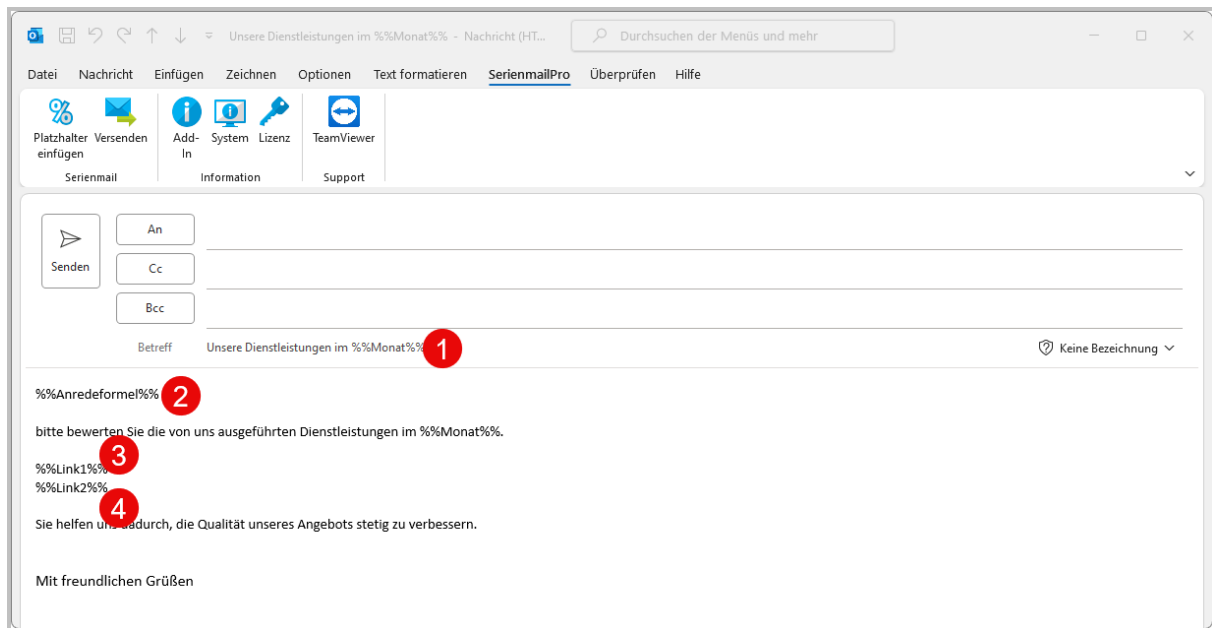 Unsere Dienstleistungen im %%Monat%% - Nachricht (HT... Durchsuchen der Menüs und mehr
Datei Nachricht Einfügen Zeichnen Optionen Text formatieren SerienmailPro Überprüfen Hilfe
Platzhalter Versenden Add- System Lizenz TeamViewer
einfügen In
Serienmail Information Support
An
Senden Cc
Bcc
Betreff Unsere Dienstleistungen im %%Monat%% 1 Keine Bezeichnung
%%Anredeformel%% 2
bitte bewerten Sie die von uns ausgeführten Dienstleistungen im %%Monat%%.
3
%%Link1%%
%%Link2%%
4
Sie helfen uns dadurch, die Qualität unseres Angebots stetig zu verbessern.
Mit freundlichen Grüßen